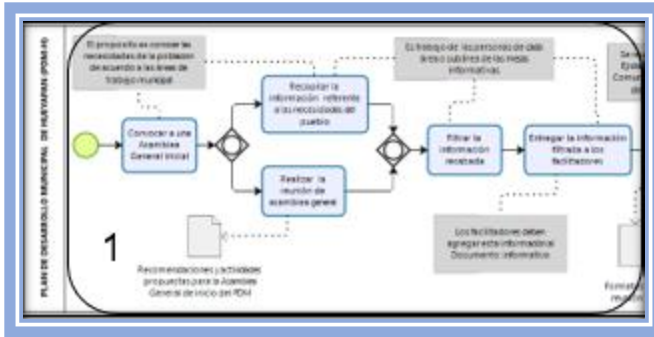 PLAN DE DESARROLLO MUNICIPAL DE HUEYAPAN (PDM-H)
El proposito es conocer las
necesidades de la población
de acuerdo a las áreas de
trabajo municipal
Convocar a una
Asamblea
General inicial
Recopilar la
información referente
a las necesidades del
pueblo
Realizar la
reunión de
asamblea general
Recomendaciones y actividades
propuestas para la Asamblea
General de inicio del PDM
1
Es trabajo de las personas de cada
área o subárea de las mesas
informativas
Filtrar la
información
recabada
Entregar la información
filtrada a los
facilitadores
Los facilitadores deben
agregar esta información al
Documento informativo